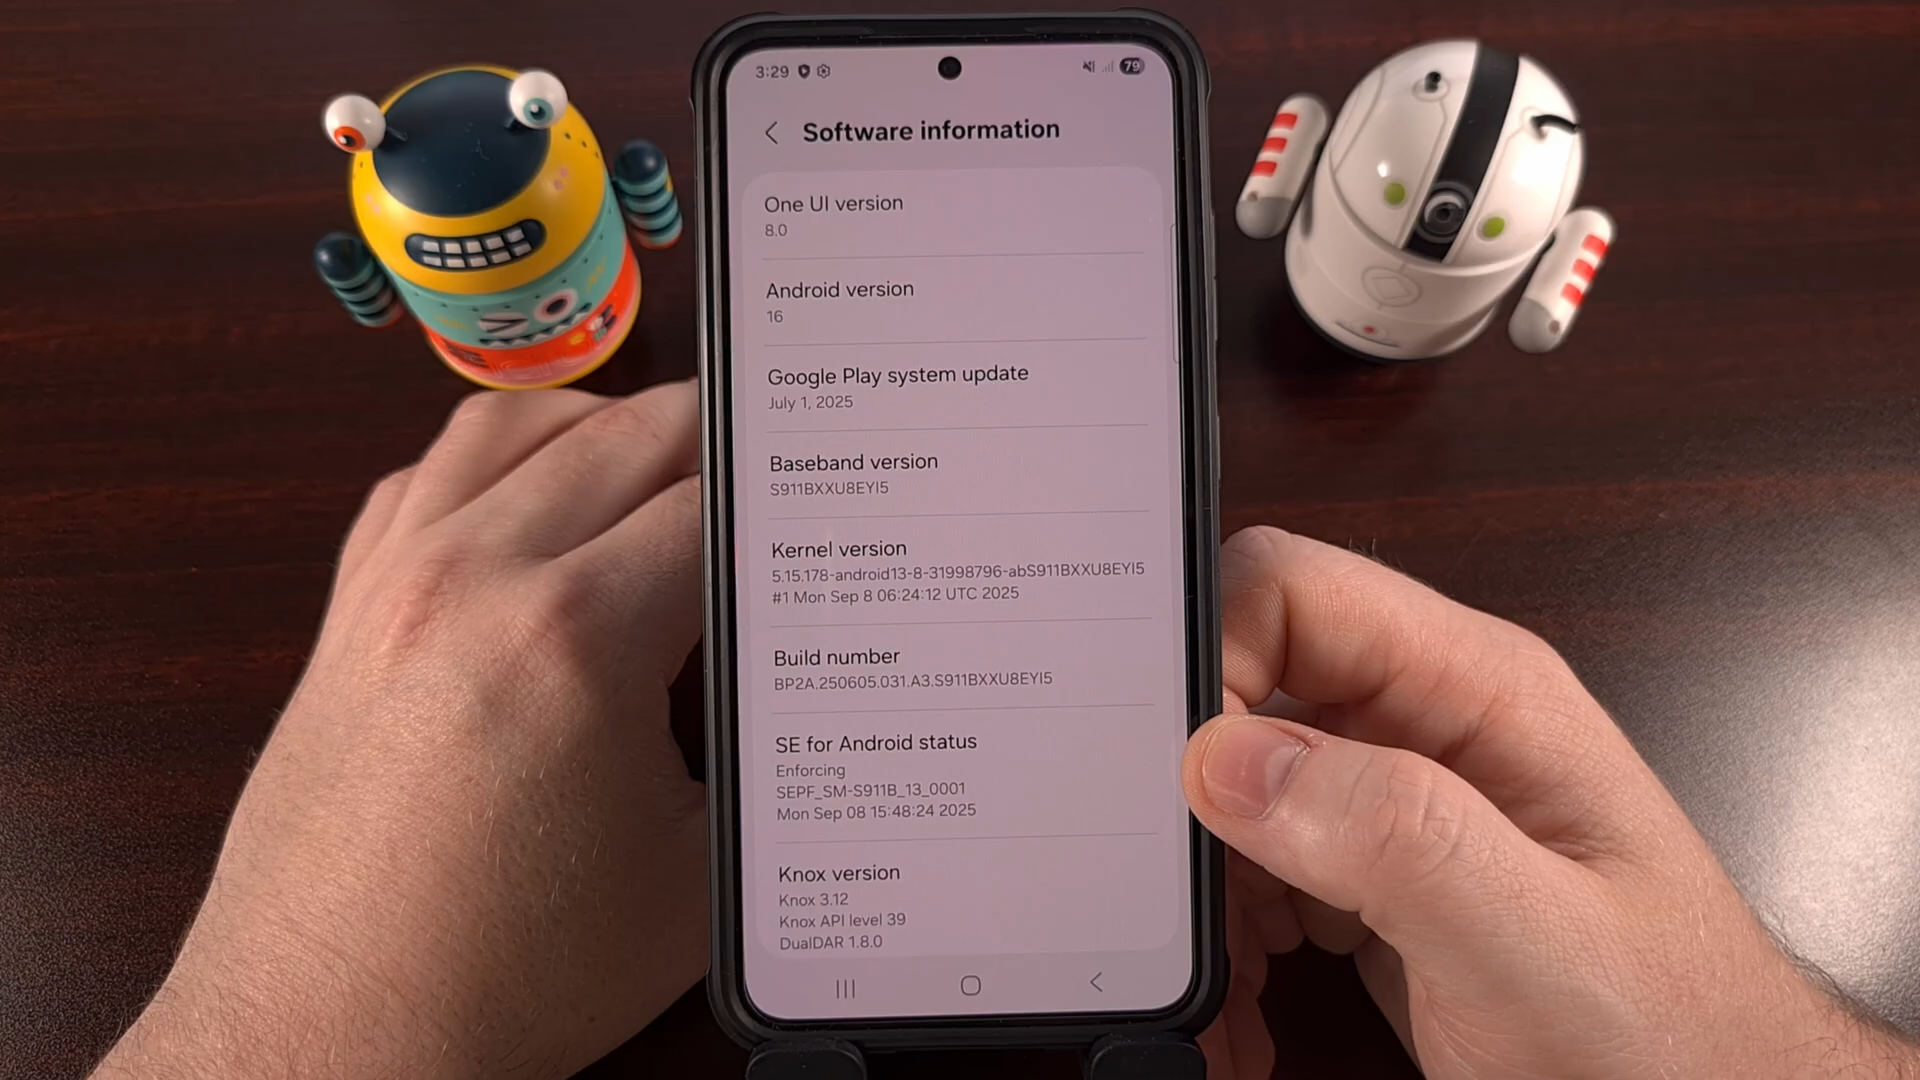 3:29
79
Software information
One UI version
8.0
Android version
16
Google Play system update
July 1, 2025
Baseband version
S911BXXU8EYI5
Kernel version
5.15.178-android13-8-31998796-abS911BXXU8EYI5
#1 Mon Sep 8 06:24:12 UTC 2025
Build number
BP2A.250605.031.A3.S911BXXU8EYI5
SE for Android status
Enforcing
SEPF_SM-S911B_13_0001
Mon Sep 08 15:48:24 2025
Knox version
Knox 3.12
Knox API level 39
DualDAR 1.8.0